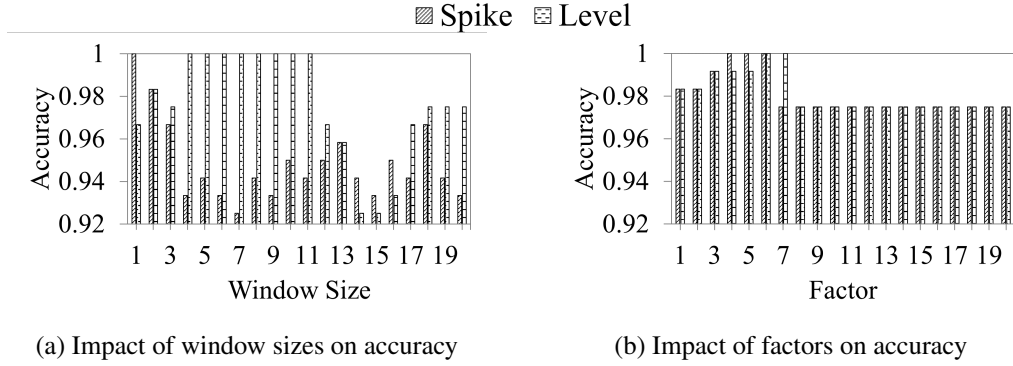 Spike Level
1
0.98
0.96
0.94
0.92
Accuracy
1 3 5 7 9 11 13 15 17 19
Window Size
(a) Impact of window sizes on accuracy
1
0.98
0.96
0.94
0.92
Accuracy
1 3 5 7 9 11 13 15 17 19
Factor
(b) Impact of factors on accuracy